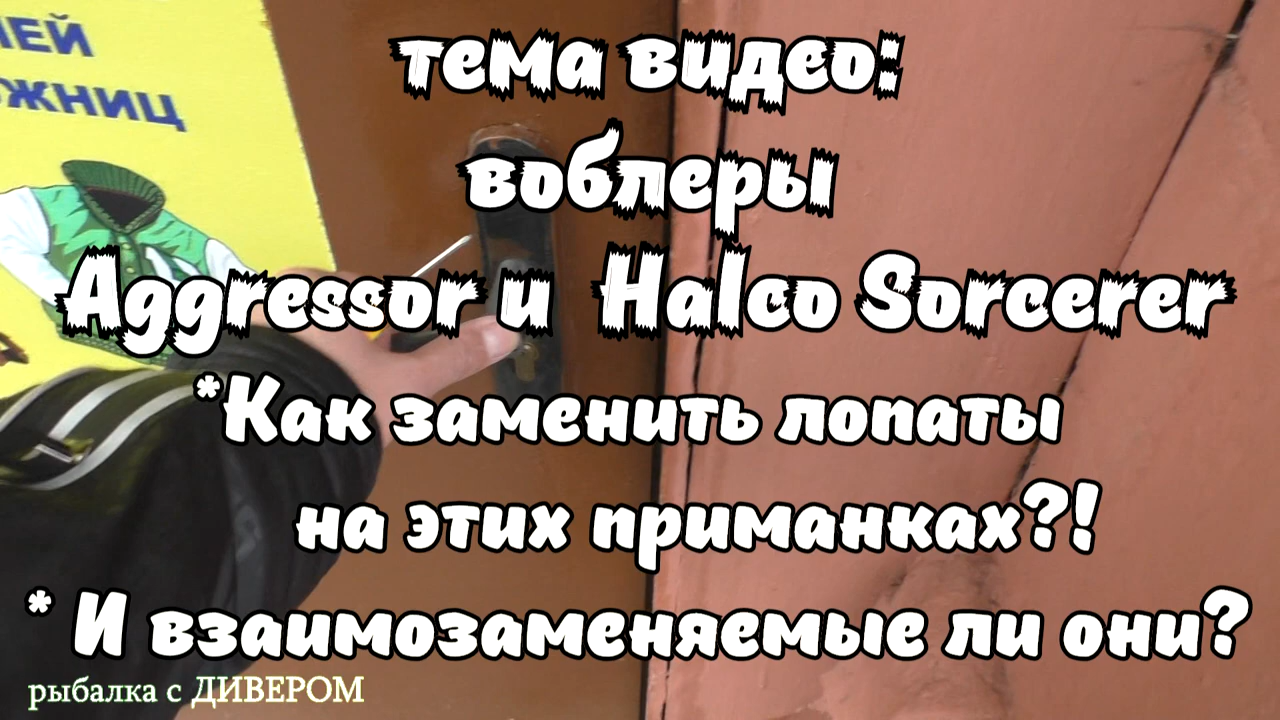 тема видео:
воблеры
Aggressor и Halco Sorcerer
*Как заменить лопаты
на этих приманках?!
* И взаимозаменяемые ли они?
рыбалка с ДИВЕРОМ